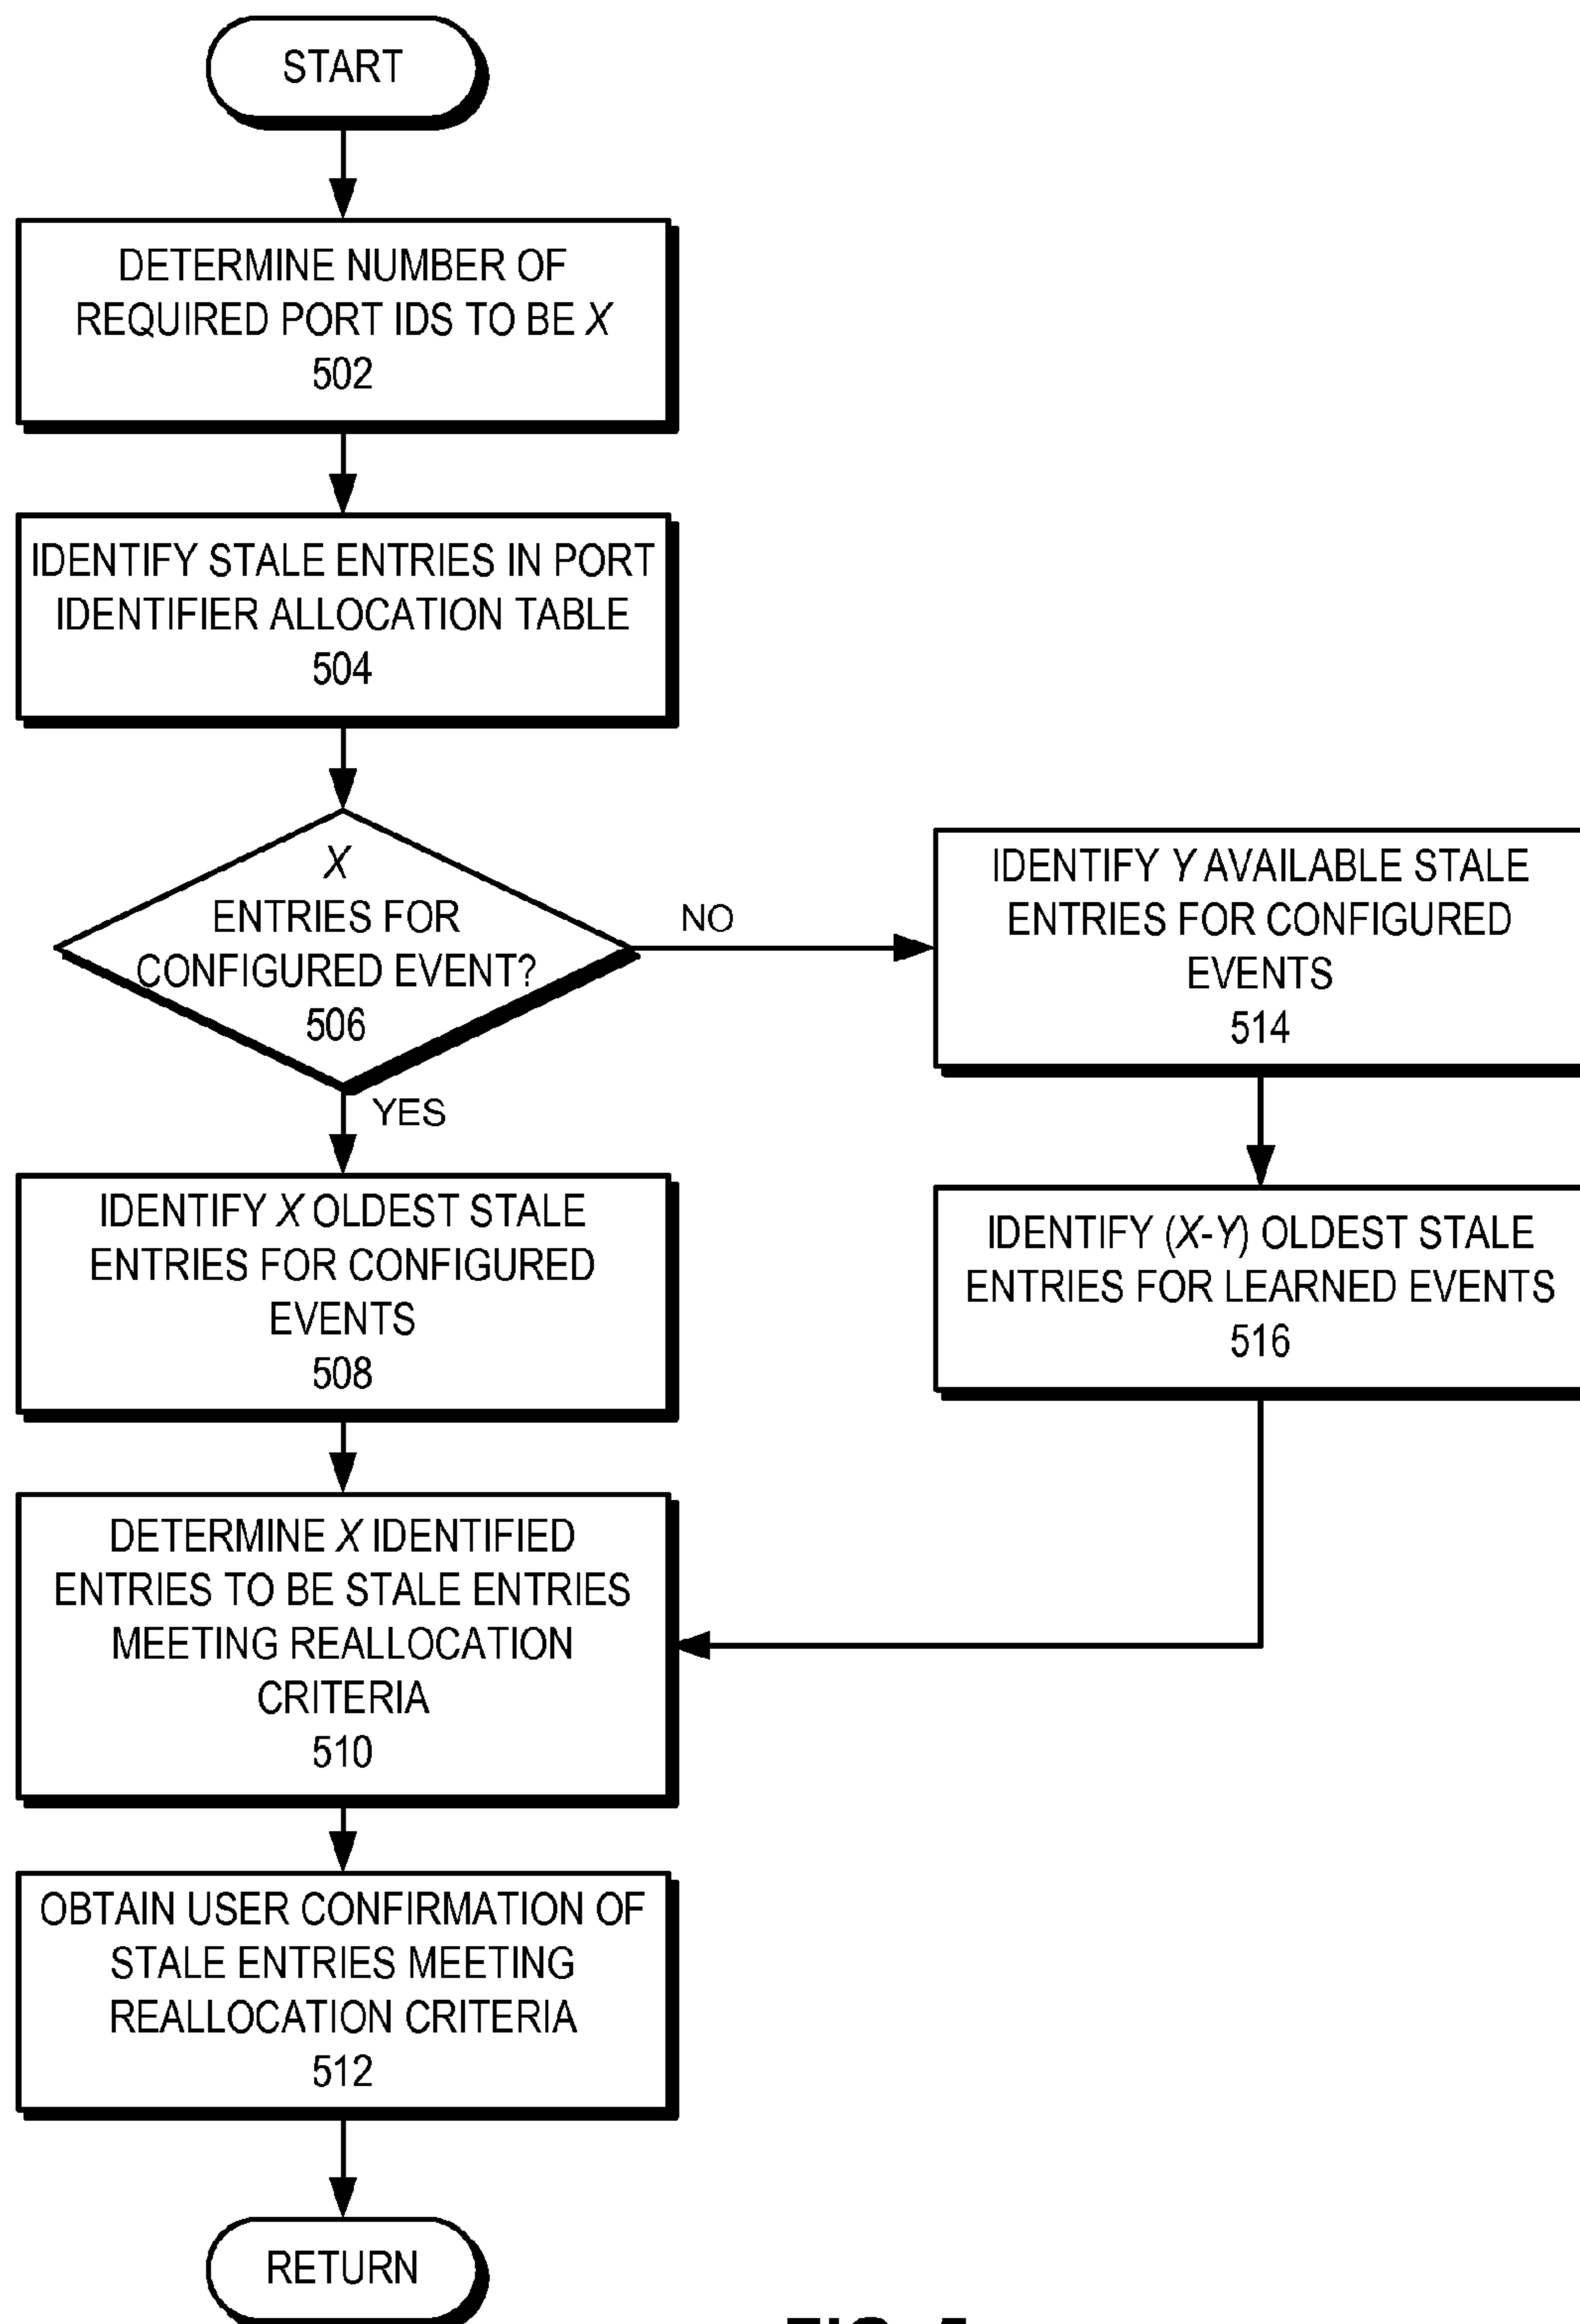 START
DETERMINE NUMBER OF
REQUIRED PORT IDS TO BE X
502
IDENTIFY STALE ENTRIES IN PORT
IDENTIFIER ALLOCATION TABLE
504
X
ENTRIES FOR
CONFIGURED EVENT?
506
NO
YES
IDENTIFY Y AVAILABLE STALE
ENTRIES FOR CONFIGURED
EVENTS
514
IDENTIFY (X-Y) OLDEST STALE
ENTRIES FOR LEARNED EVENTS
516
IDENTIFY X OLDEST STALE
ENTRIES FOR CONFIGURED
EVENTS
508
DETERMINE X IDENTIFIED
ENTRIES TO BE STALE ENTRIES
MEETING REALLOCATION
CRITERIA
510
OBTAIN USER CONFIRMATION OF
STALE ENTRIES MEETING
REALLOCATION CRITERIA
512
RETURN